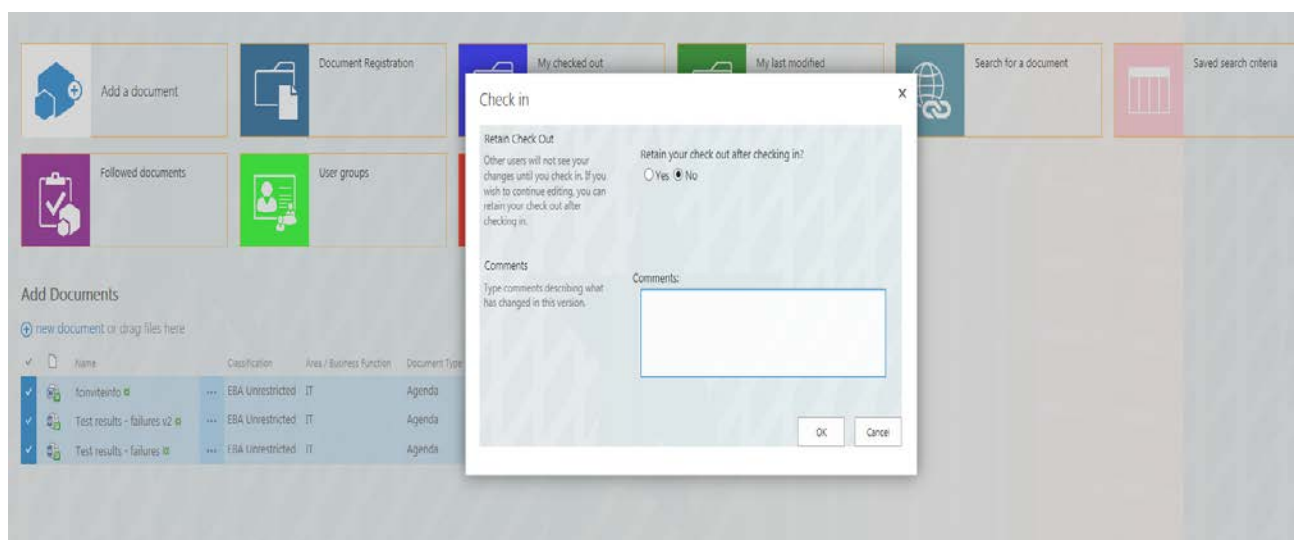 Add a document
Document Registration
My checked out
My last modified
Search for a document
Saved search criteria
Followed documents
User groups
Check in
X
Retain Check Out
Other users will not see your
changes until you check in. If you
wish to continue editing, you can
retain your check out after
checking in.
Retain your check out after checking in?
Yes No
Comments
Type comments describing what
has changed in this version.
Comments:
OK Cancel
Add Documents
new document or drag files here
Name Classification Area / Business Function Document Type
fcinviteinfo ... EBA Unrestricted IT Agenda
Test results - failures v2 ... EBA Unrestricted IT Agenda
Test results - failures ... EBA Unrestricted IT Agenda